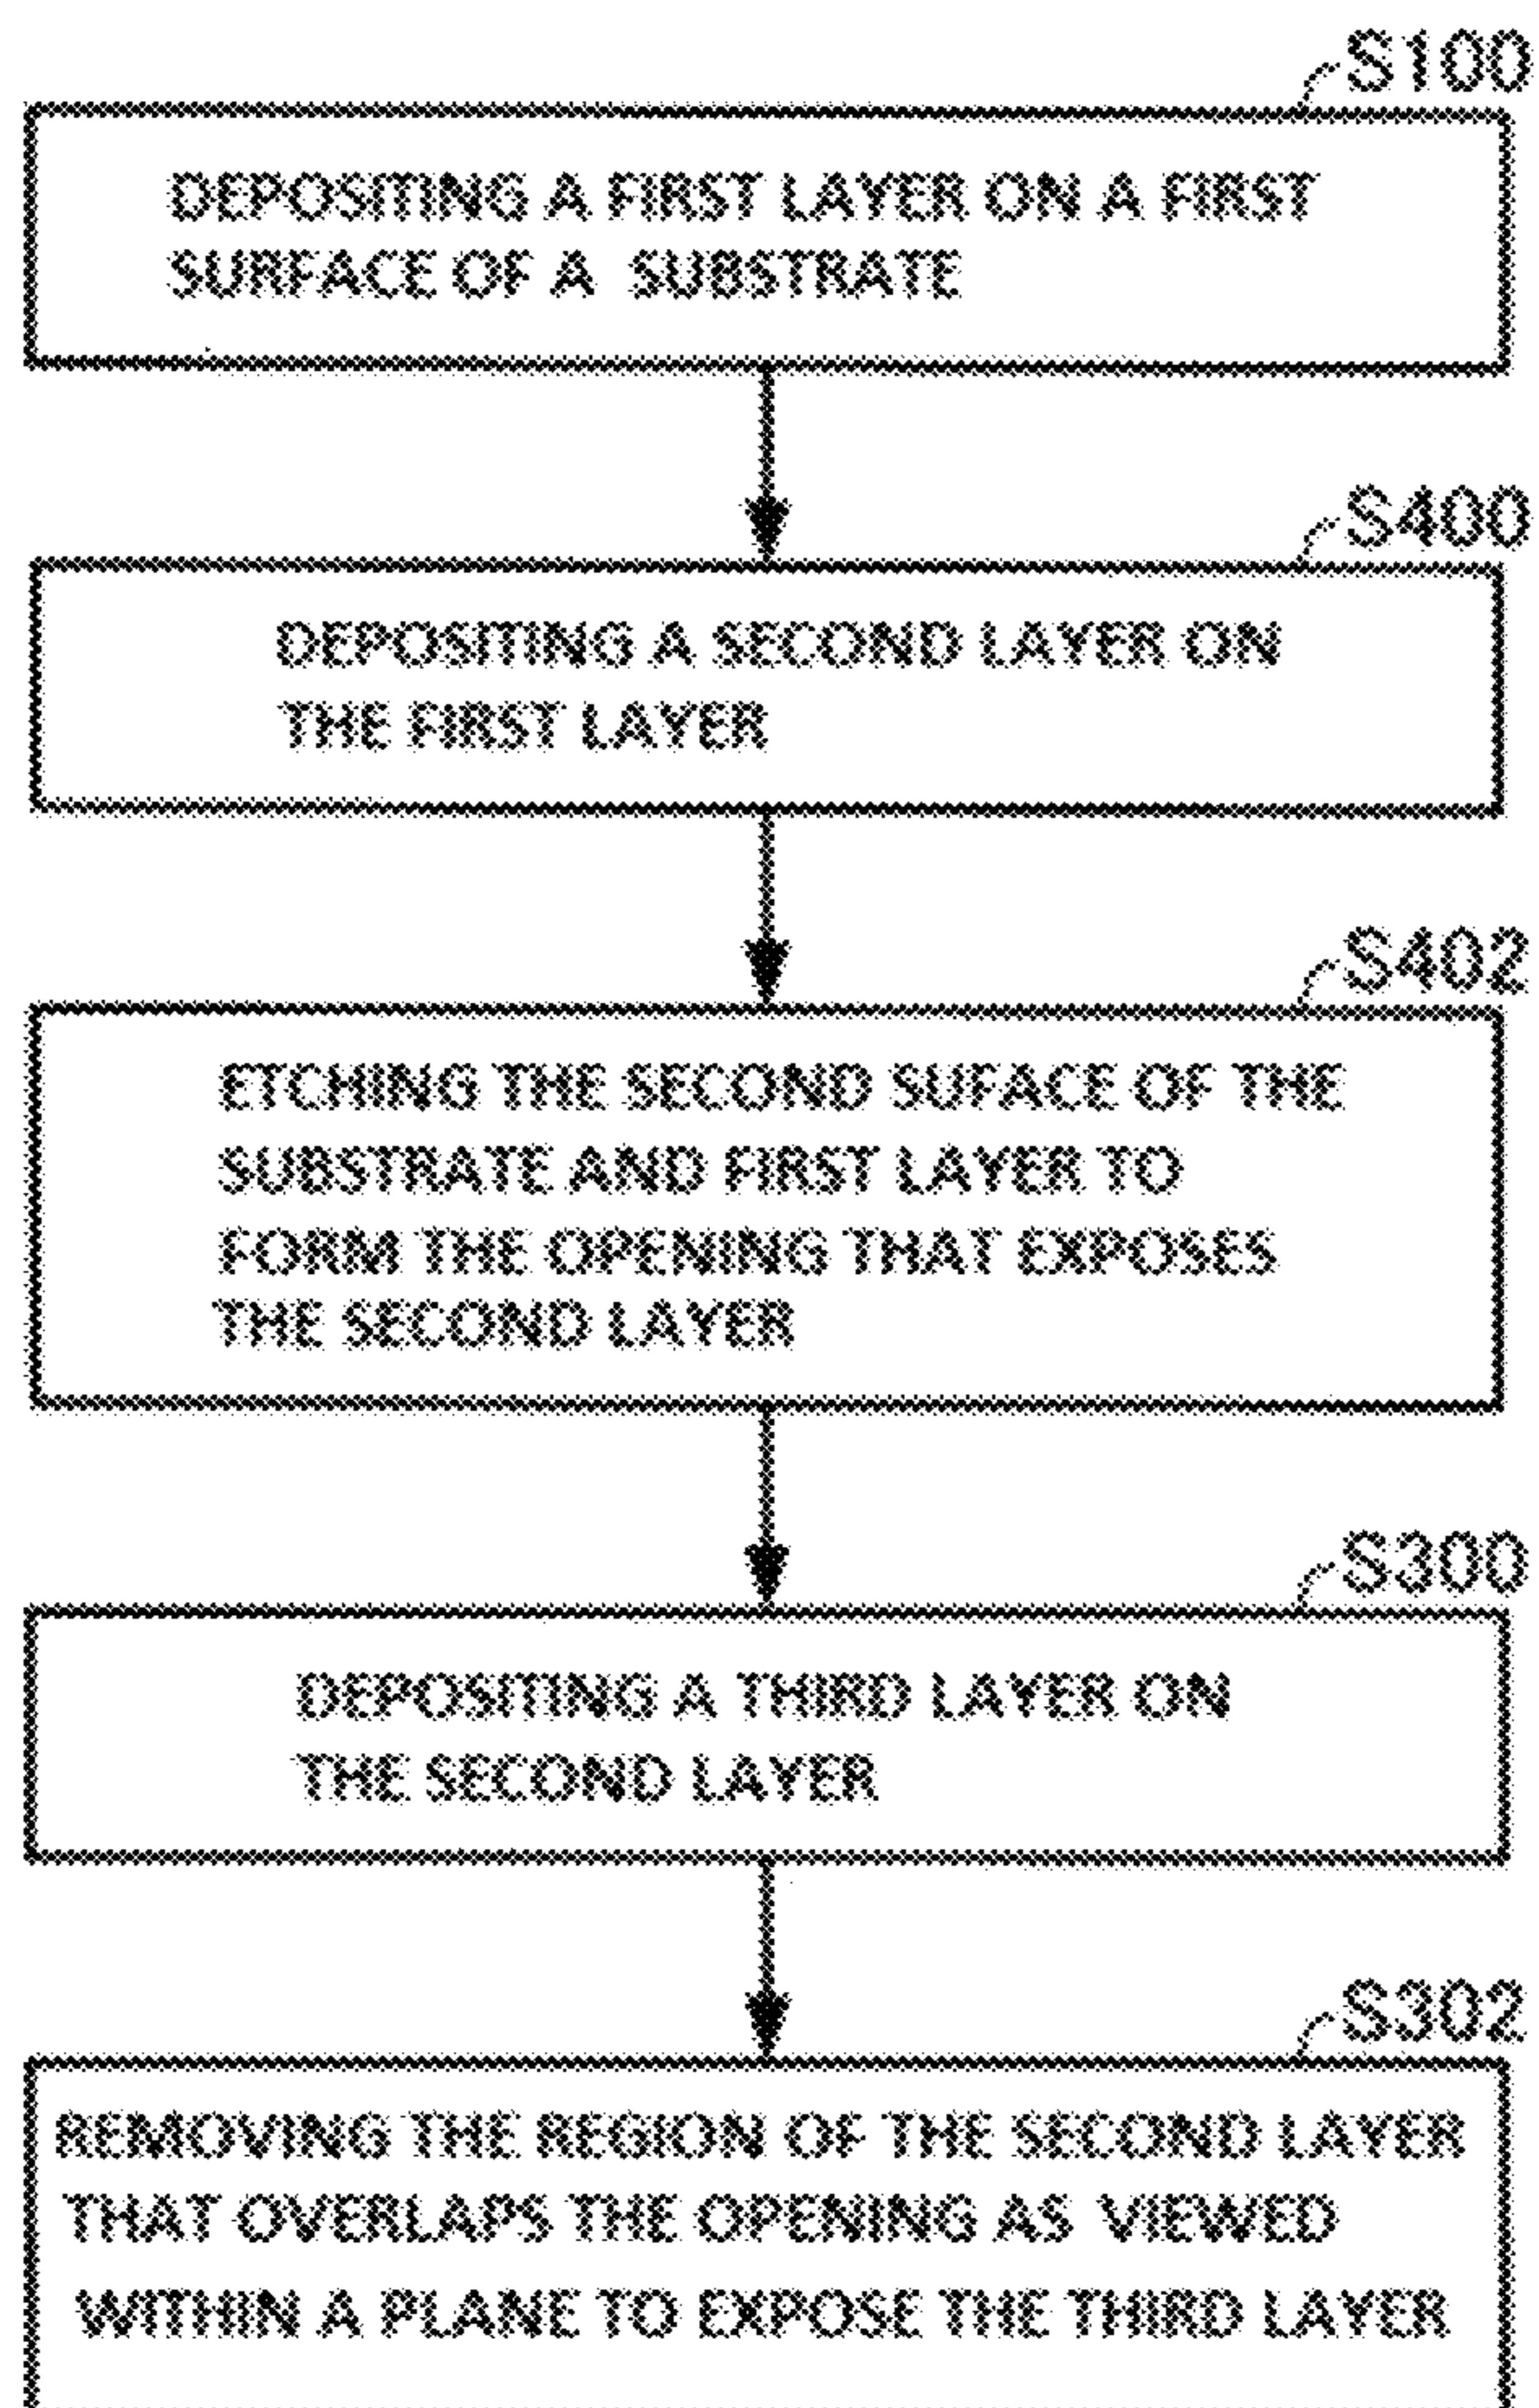 S100
DEPOSITING A FIRST LAYER ON A FIRST
SURFACE OF A SUBSTRATE
S400
DEPOSITING A SECOND LAYER ON
THE FIRST LAYER
S402
ETCHING THE SECOND SUFACE OF THE
SUBSTRATE AND FIRST LAYER TO
FORM THE OPENING THAT EXPOSES
THE SECOND LAYER
S300
DEPOSITING A THIRD LAYER ON
THE SECOND LAYER
S302
REMOVING THE REGION OF THE SECOND LAYER
THAT OVERLAPS THE OPENING AS VIEWED
WITHIN A PLANE TO EXPOSE THE THIRD LAYER